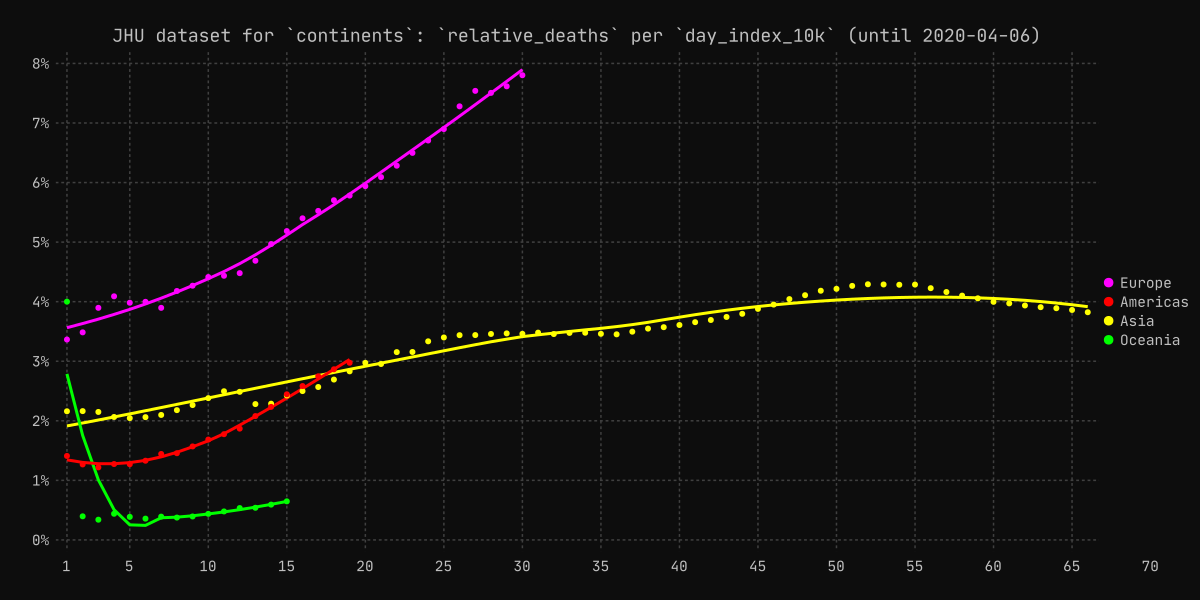 JHU dataset for `continents`: `relative_deaths` per `day_index_10k` (until 2020-04-06)
8%
7%
6%
5%
4%
3%
2%
1%
0%
Europe
Americas
Asia
Oceania
1 5 10 15 20 25 30 35 40 45 50 55 60 65 70